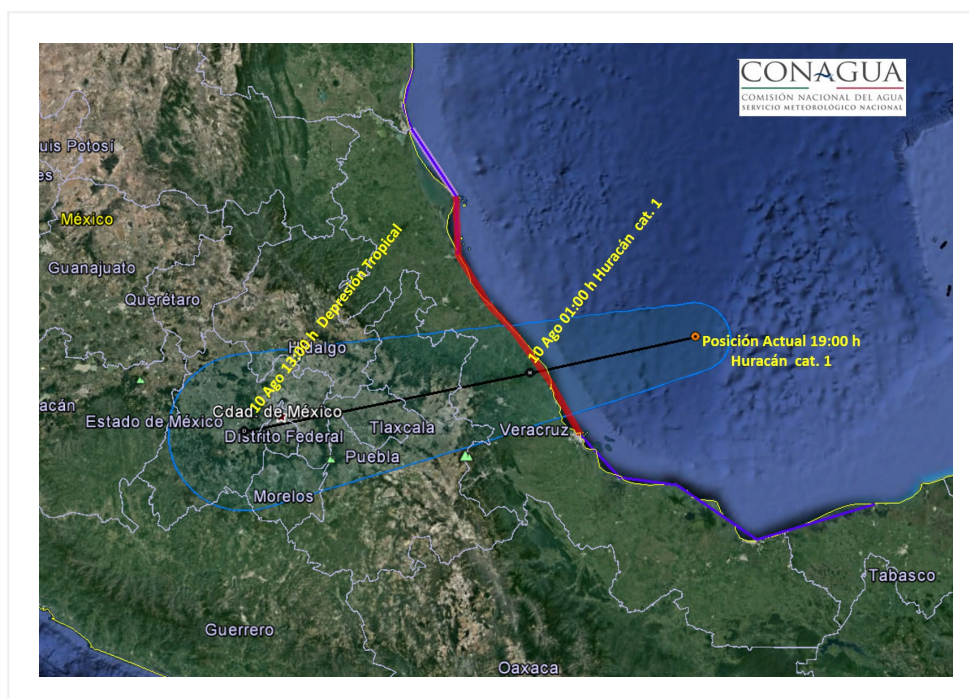 CONAGUA
COMISIÓN NACIONAL DEL AGUA
SERVICIO METEOROLÓGICO NACIONAL
uis Potosí
es
México
Guanajuato
Querétaro
Hidalgo
10 Ago 13:00 h Depresión Tropical
10 Ago 01:00 h Huracán cat. 1
Posición Actual 19:00 h
Huracán cat. 1
acán
Estado de México
Cdad. de México
Distrito Federal
Tlaxcala
Puebla
Veracruz
Morelos
Tabasco
Guerrero
Oaxaca